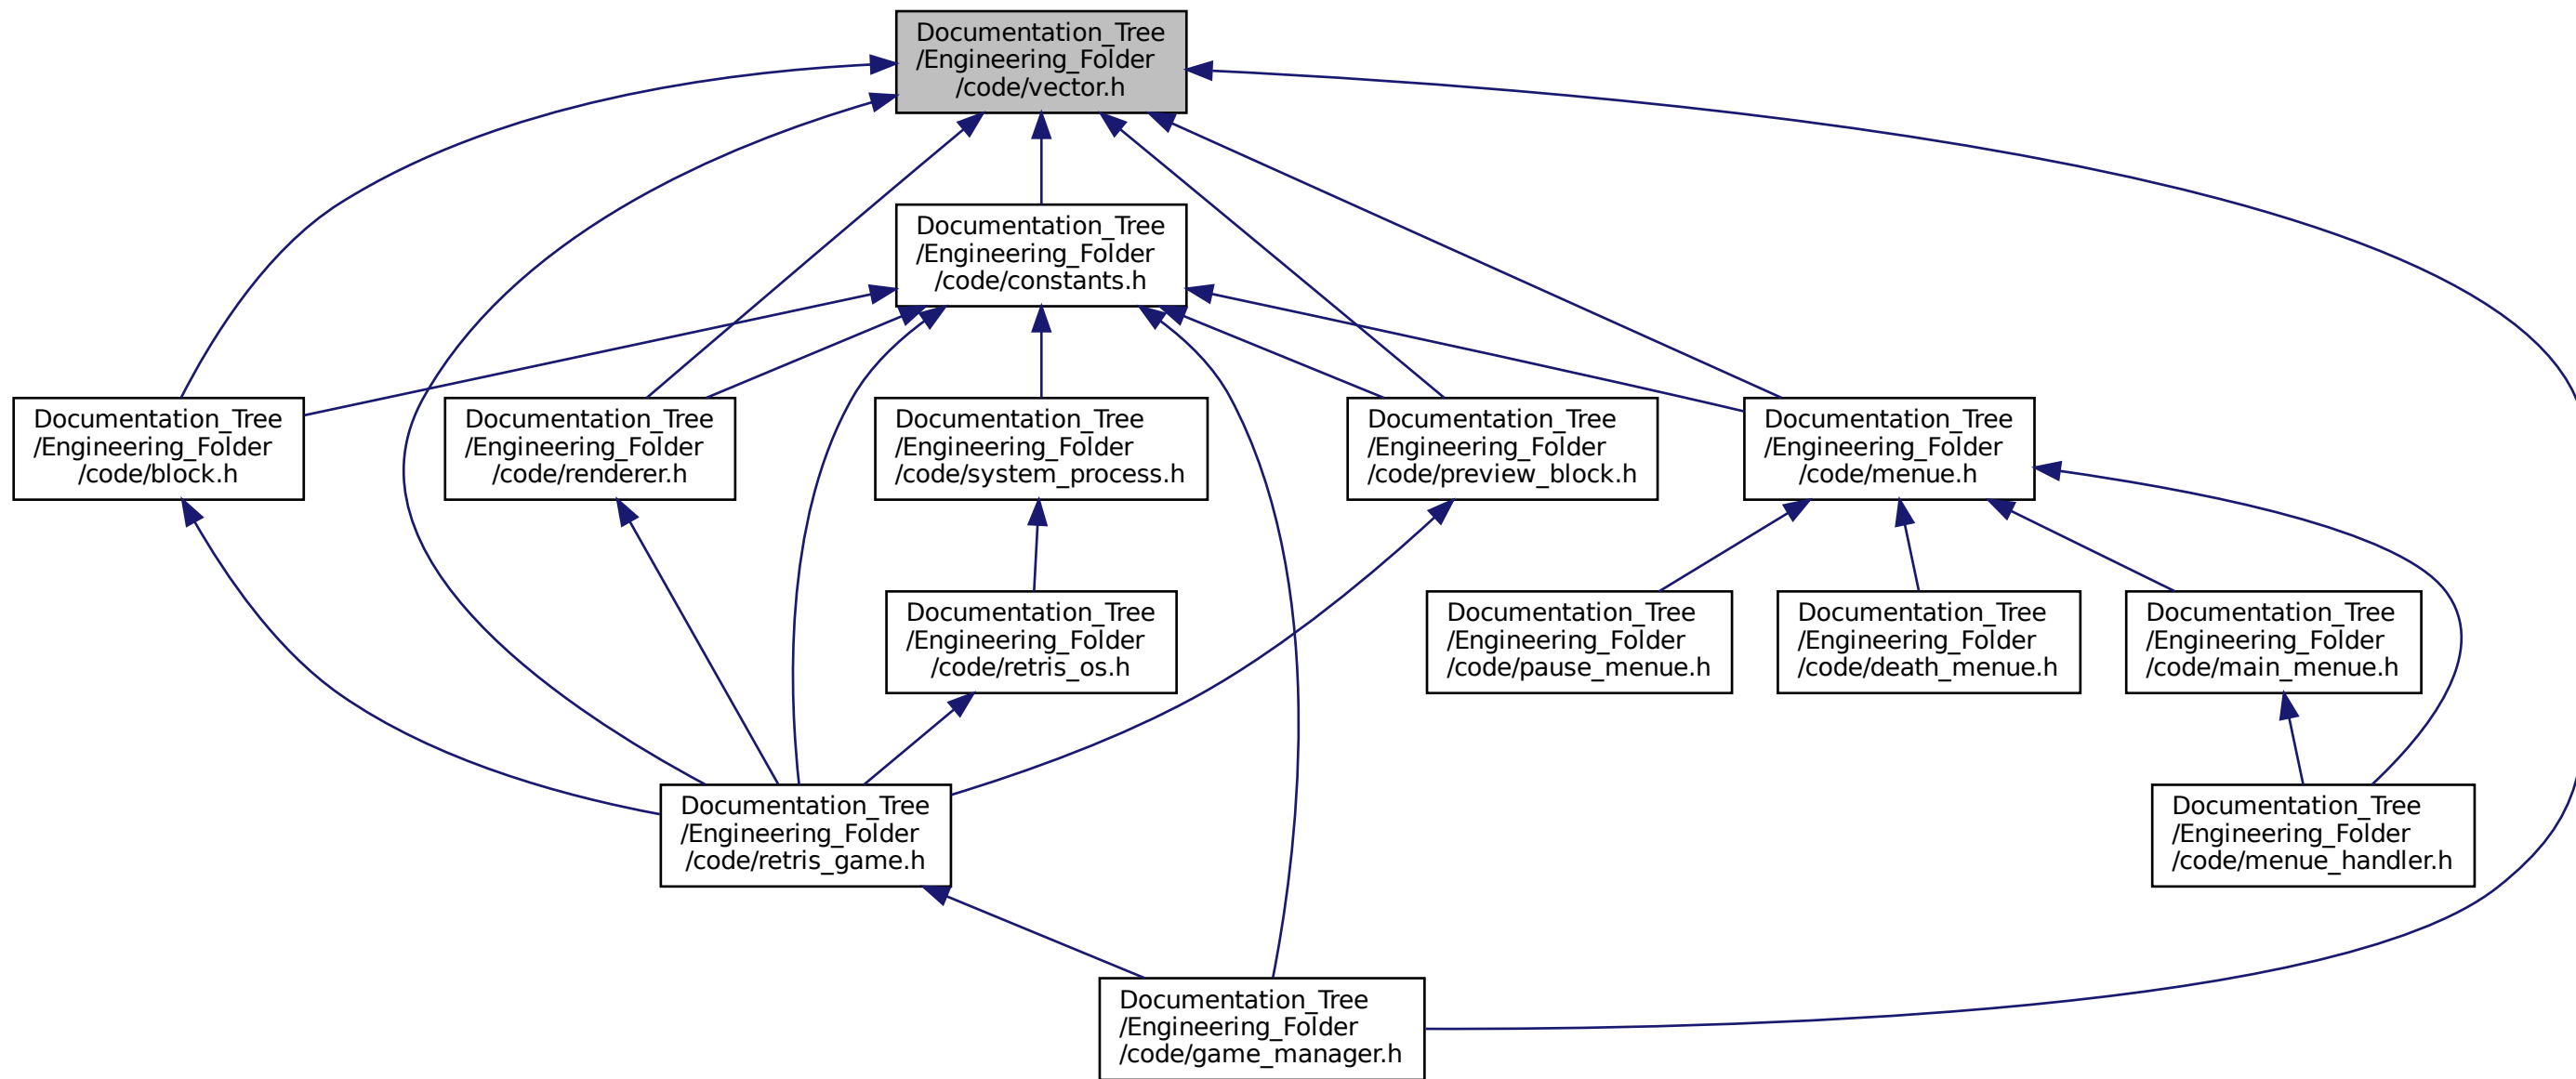 Documentation_Tree
/Engineering_Folder
/code/vector.h
Documentation_Tree
/Engineering_Folder
/code/constants.h
Documentation_Tree
/Engineering_Folder
/code/block.h
Documentation_Tree
/Engineering_Folder
/code/renderer.h
Documentation_Tree
/Engineering_Folder
/code/system_process.h
Documentation_Tree
/Engineering_Folder
/code/preview_block.h
Documentation_Tree
/Engineering_Folder
/code/menue.h
Documentation_Tree
/Engineering_Folder
/code/retris_os.h
Documentation_Tree
/Engineering_Folder
/code/pause_menue.h
Documentation_Tree
/Engineering_Folder
/code/death_menue.h
Documentation_Tree
/Engineering_Folder
/code/main_menue.h
Documentation_Tree
/Engineering_Folder
/code/retris_game.h
Documentation_Tree
/Engineering_Folder
/code/menue_handler.h
Documentation_Tree
/Engineering_Folder
/code/game_manager.h